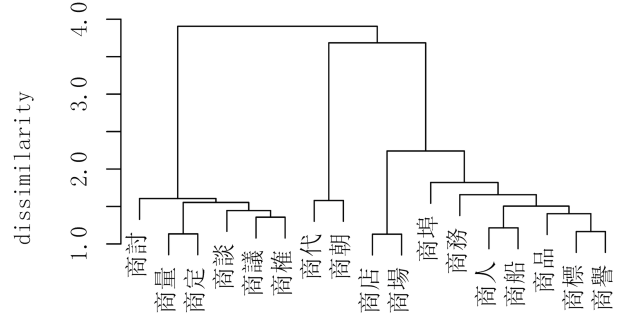 dissimilarity
4.0
3.0
2.0
1.0
商討
商量
商定
商談
商議
商榷
商代
商朝
商店
商場
商埠
商務
商人
商船
商品
商標
商譽